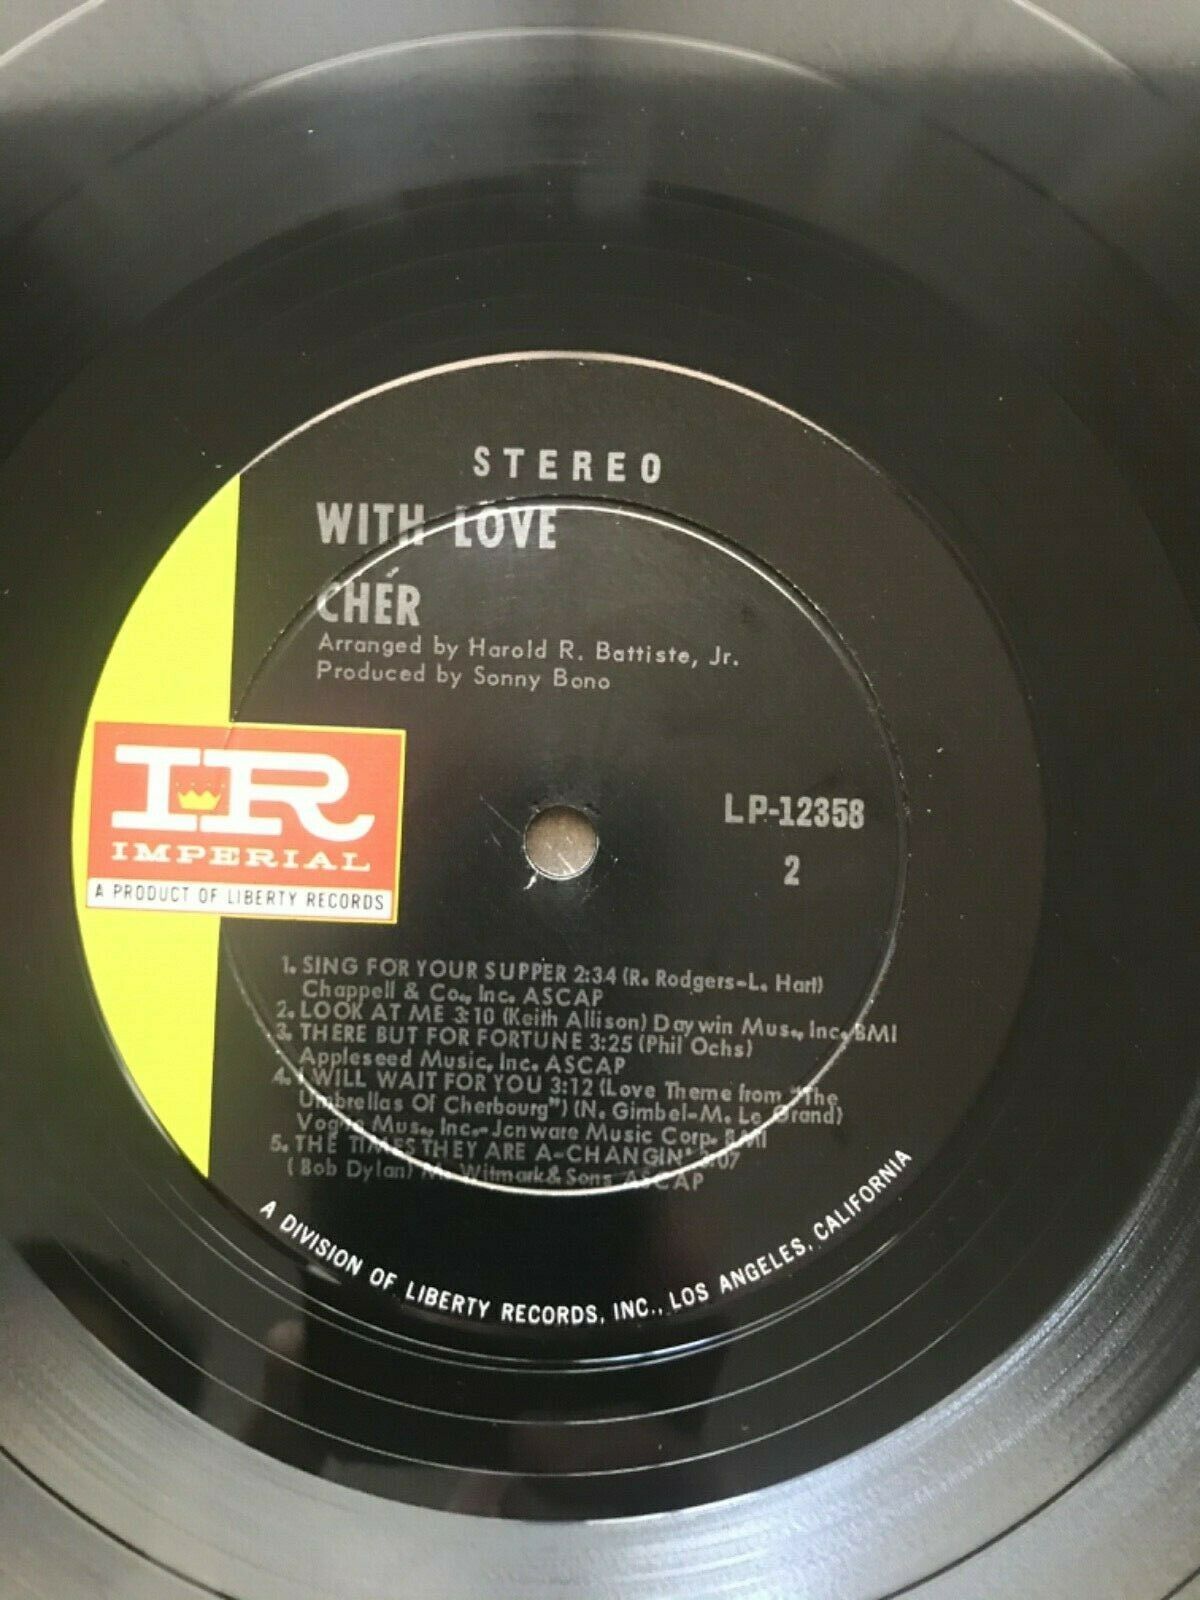 STEREO
WITH LOVE
CHÉR
Arranged by Harold R. Battiste, Jr.
Produced by Sonny Bono
IR
IMPERIAL
A PRODUCT OF LIBERTY RECORDS
LP-12358
2
1. SING FOR YOUR SUPPER 2:34 (R. Rodgers-L. Hart)
Chappell & Co., Inc. ASCAP
2. LOOK AT ME 3:10 (Keith Allison) Daywin Mus., Inc. BMI
3. THERE BUT FOR FORTUNE 3:25 (Phil Ochs)
Appleseed Music, Inc. ASCAP
4. I WILL WAIT FOR YOU 3:12 (Love Theme from "The
Umbrellas Of Cherbourg") (N. Gimbel-M. Le Grand)
Vogue Mus., Inc.-Jonware Music Corp. BMI
5. THE TIMES THEY ARE A-CHANGIN' 3:07
(Bob Dylan) M. Witmark & Sons ASCAP
A DIVISION OF LIBERTY RECORDS, INC., LOS ANGELES, CALIFORNIA